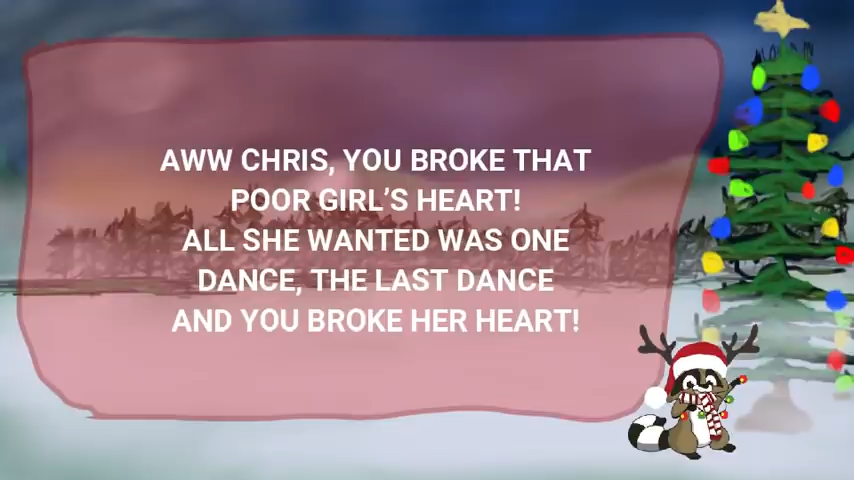 AWW CHRIS, YOU BROKE THAT
POOR GIRL’S HEART!
ALL SHE WANTED WAS ONE
DANCE, THE LAST DANCE
AND YOU BROKE HER HEART!